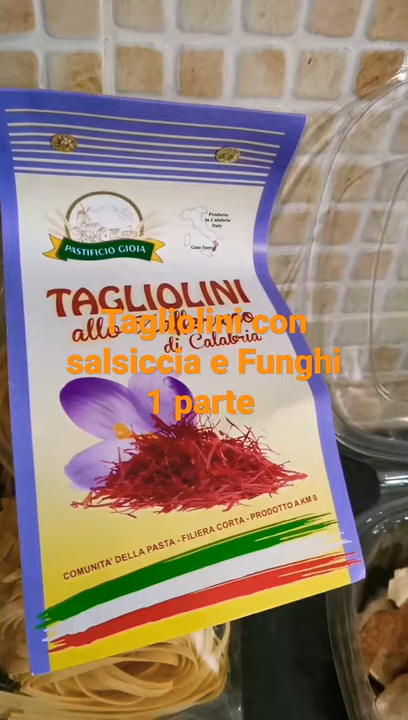 PASTIFICIO GIOIA
Prodotto
in Calabria
Italy
Gioia Tauro
TAGLIOLINI
allo
di Calabria
Tagliolini con
salsiccia e Funghi
1 parte
COMUNITA' DELLA PASTA - FILIERA CORTA - PRODOTTO A KM 0